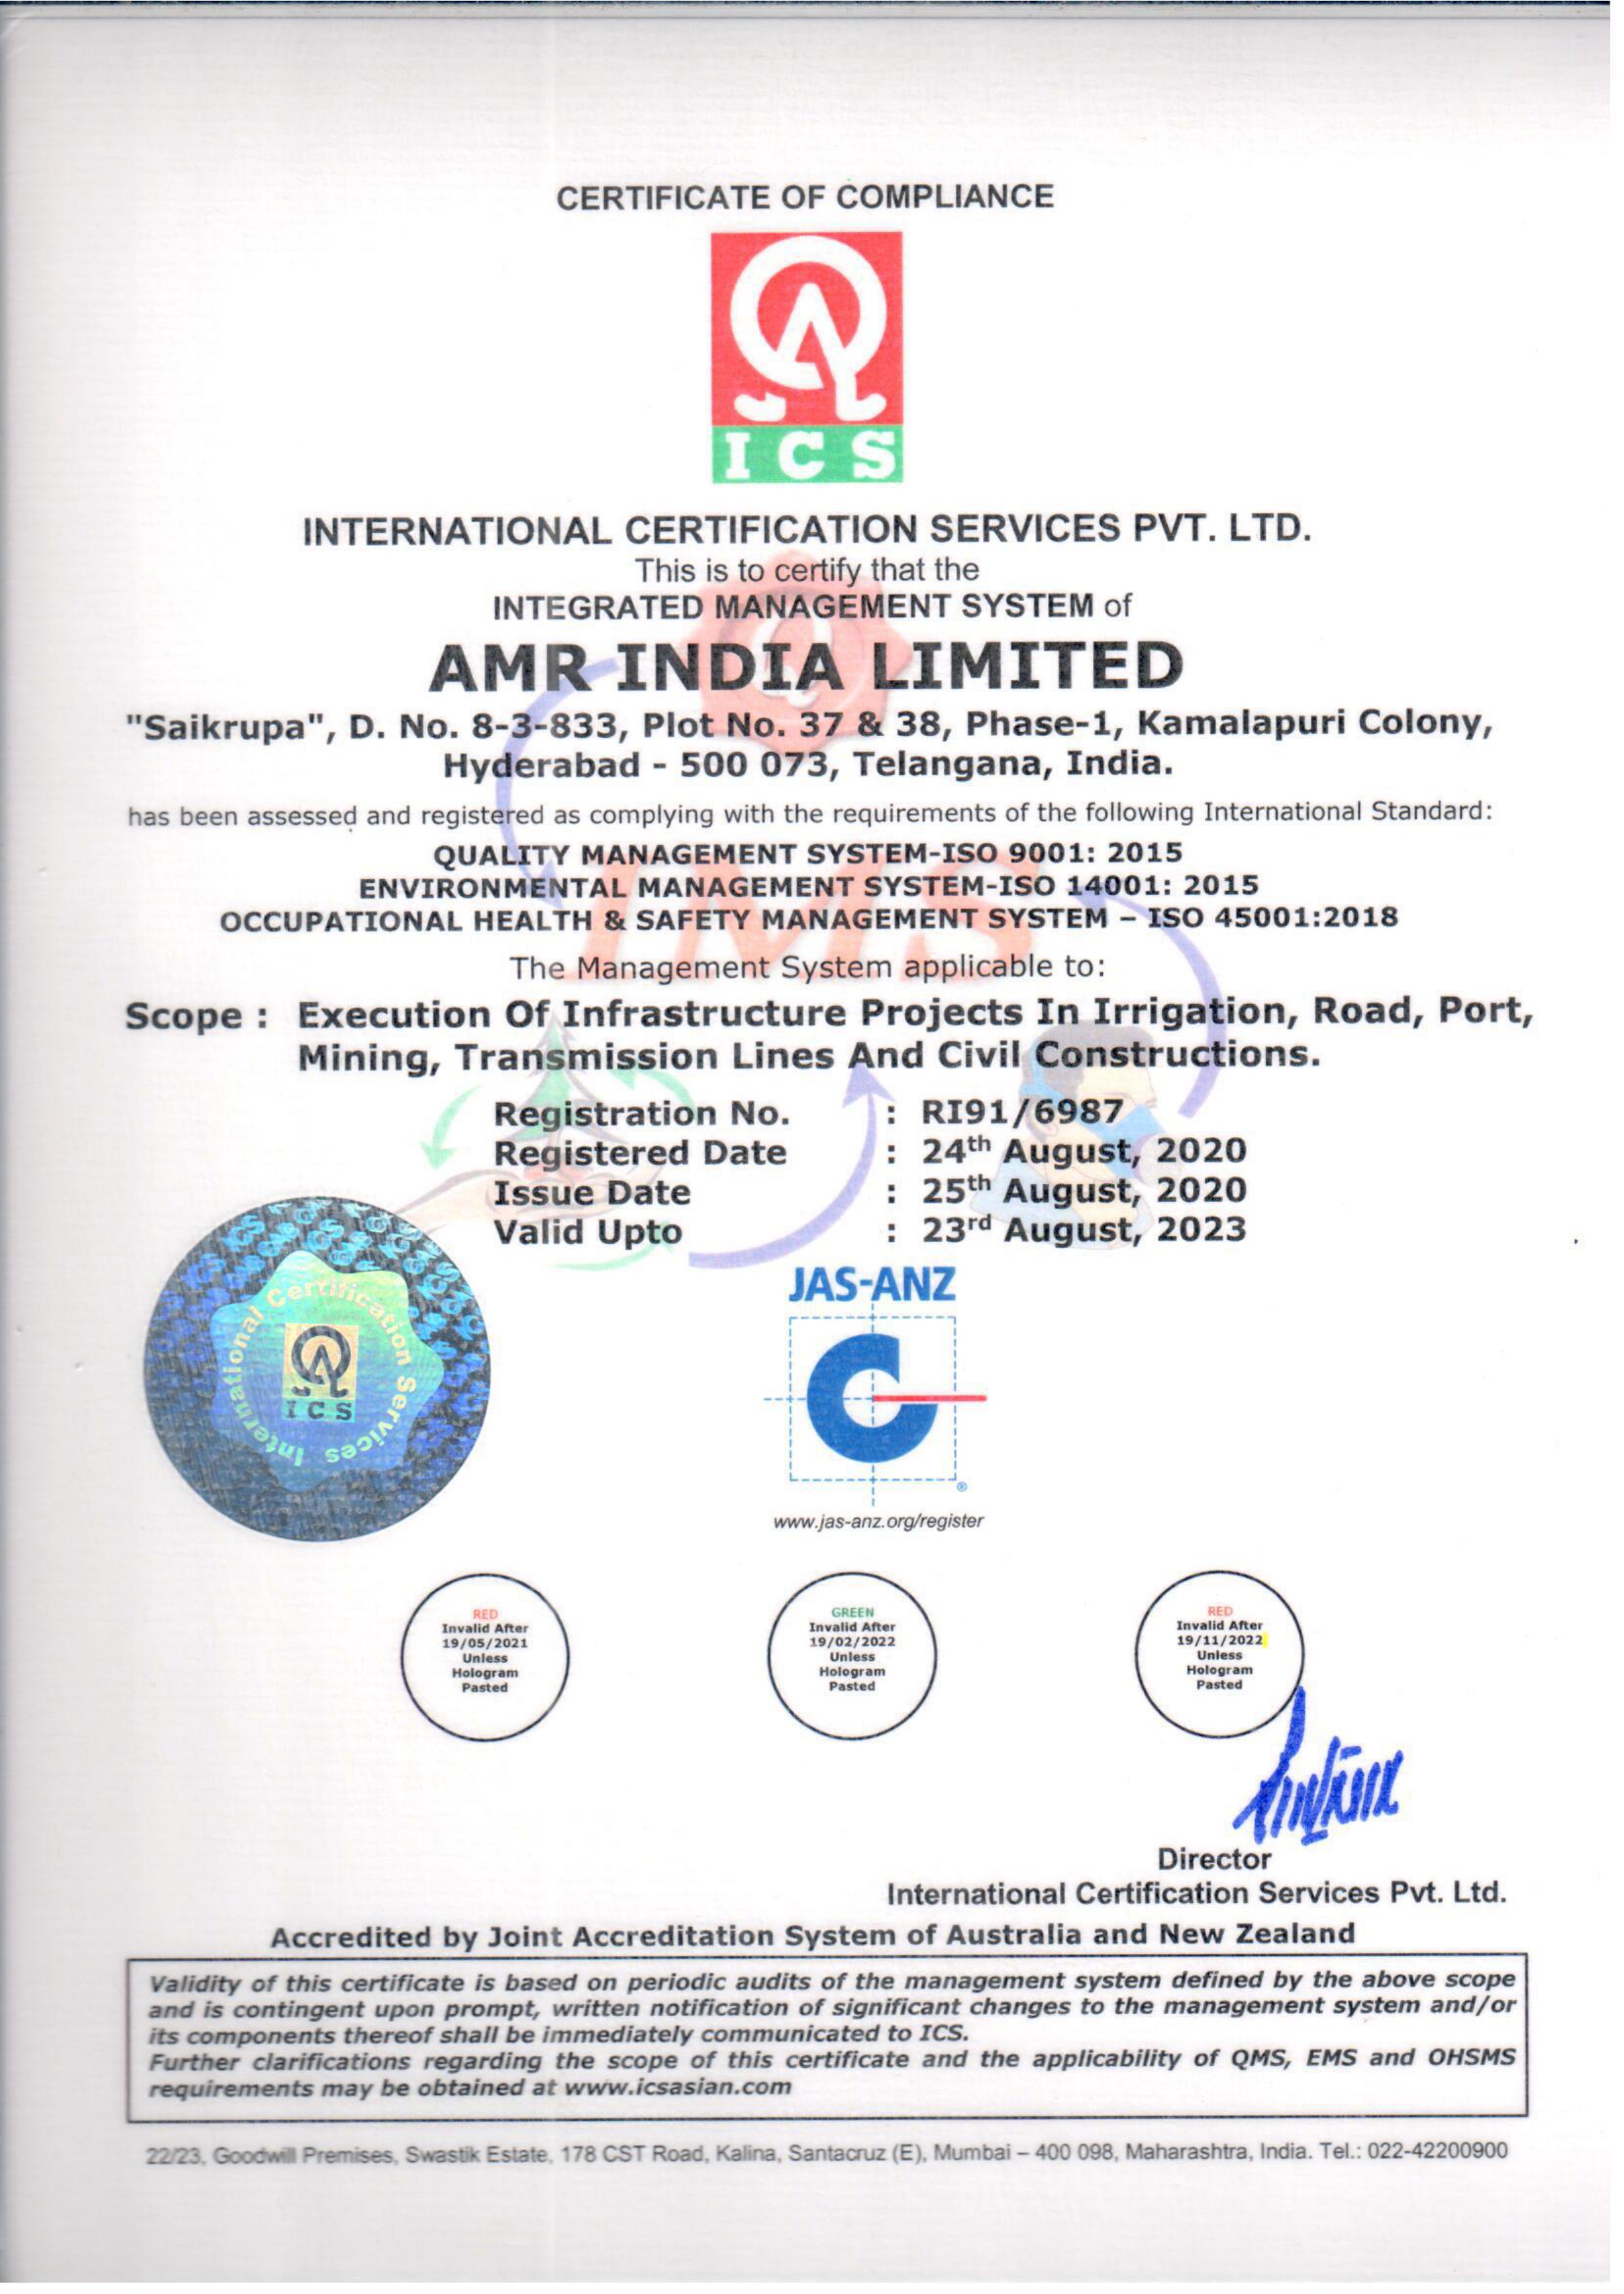 CERTIFICATE OF COMPLIANCE
ICS
INTERNATIONAL CERTIFICATION SERVICES PVT. LTD.
This is to certify that the
INTEGRATED MANAGEMENT SYSTEM of
AMR INDIA LIMITED
"Saikrupa", D. No. 8-3-833, Plot No. 37 & 38, Phase-1, Kamalapuri Colony,
Hyderabad - 500 073, Telangana, India.
has been assessed and registered as complying with the requirements of the following International Standard:
QUALITY MANAGEMENT SYSTEM-ISO 9001: 2015
ENVIRONMENTAL MANAGEMENT SYSTEM-ISO 14001: 2015
OCCUPATIONAL HEALTH & SAFETY MANAGEMENT SYSTEM – ISO 45001:2018
IMS
The Management System applicable to:
Scope : Execution Of Infrastructure Projects In Irrigation, Road, Port,
Mining, Transmission Lines And Civil Constructions.
Registration No. : RI91/6987
Registered Date : 24th August, 2020
Issue Date : 25th August, 2020
Valid Upto : 23rd August, 2023
International Certification Services
ICS
JAS-ANZ
®
www.jas-anz.org/register
RED
Invalid After
19/05/2021
Unless
Hologram
Pasted
GREEN
Invalid After
19/02/2022
Unless
Hologram
Pasted
RED
Invalid After
19/11/2022
Unless
Hologram
Pasted
Director
International Certification Services Pvt. Ltd.
Accredited by Joint Accreditation System of Australia and New Zealand
Validity of this certificate is based on periodic audits of the management system defined by the above scope
and is contingent upon prompt, written notification of significant changes to the management system and/or
its components thereof shall be immediately communicated to ICS.
Further clarifications regarding the scope of this certificate and the applicability of QMS, EMS and OHSMS
requirements may be obtained at www.icsasian.com
22/23, Goodwill Premises, Swastik Estate, 178 CST Road, Kalina, Santacruz (E), Mumbai – 400 098, Maharashtra, India. Tel.: 022-42200900